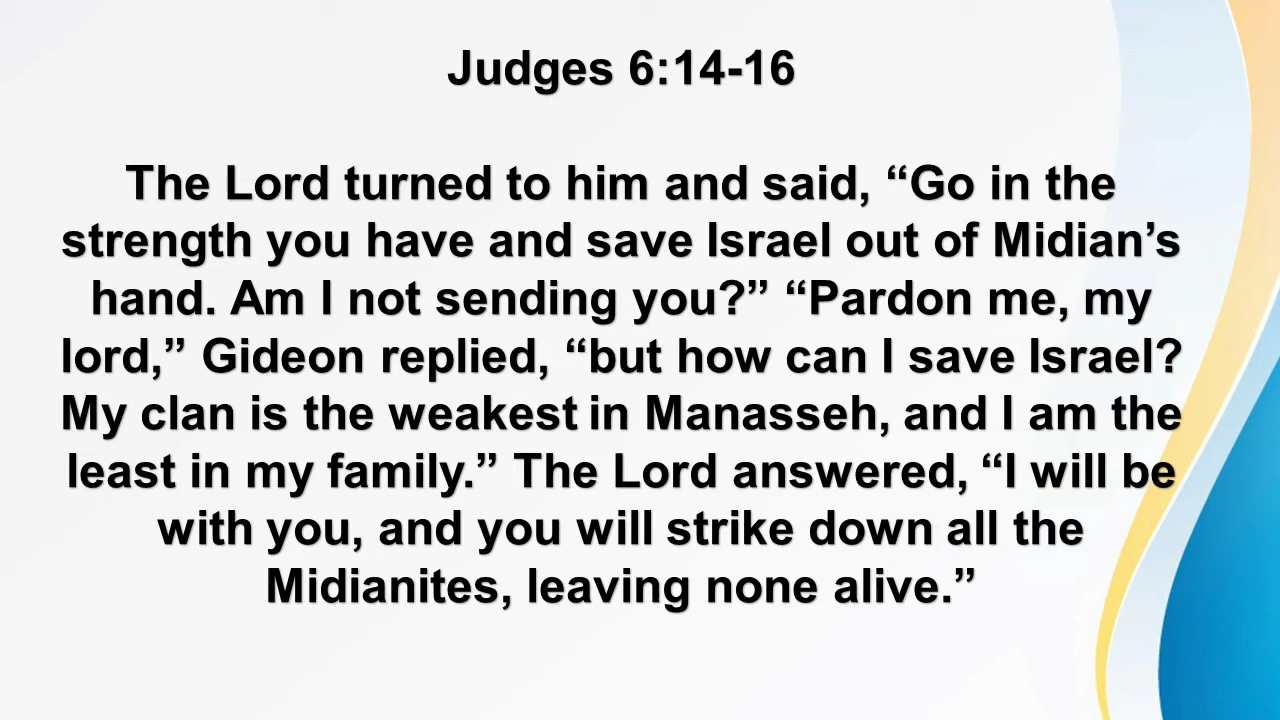 Judges 6:14-16
The Lord turned to him and said, “Go in the
strength you have and save Israel out of Midian’s
hand. Am I not sending you?” “Pardon me, my
lord,” Gideon replied, “but how can I save Israel?
My clan is the weakest in Manasseh, and I am the
least in my family.” The Lord answered, “I will be
with you, and you will strike down all the
Midianites, leaving none alive.”